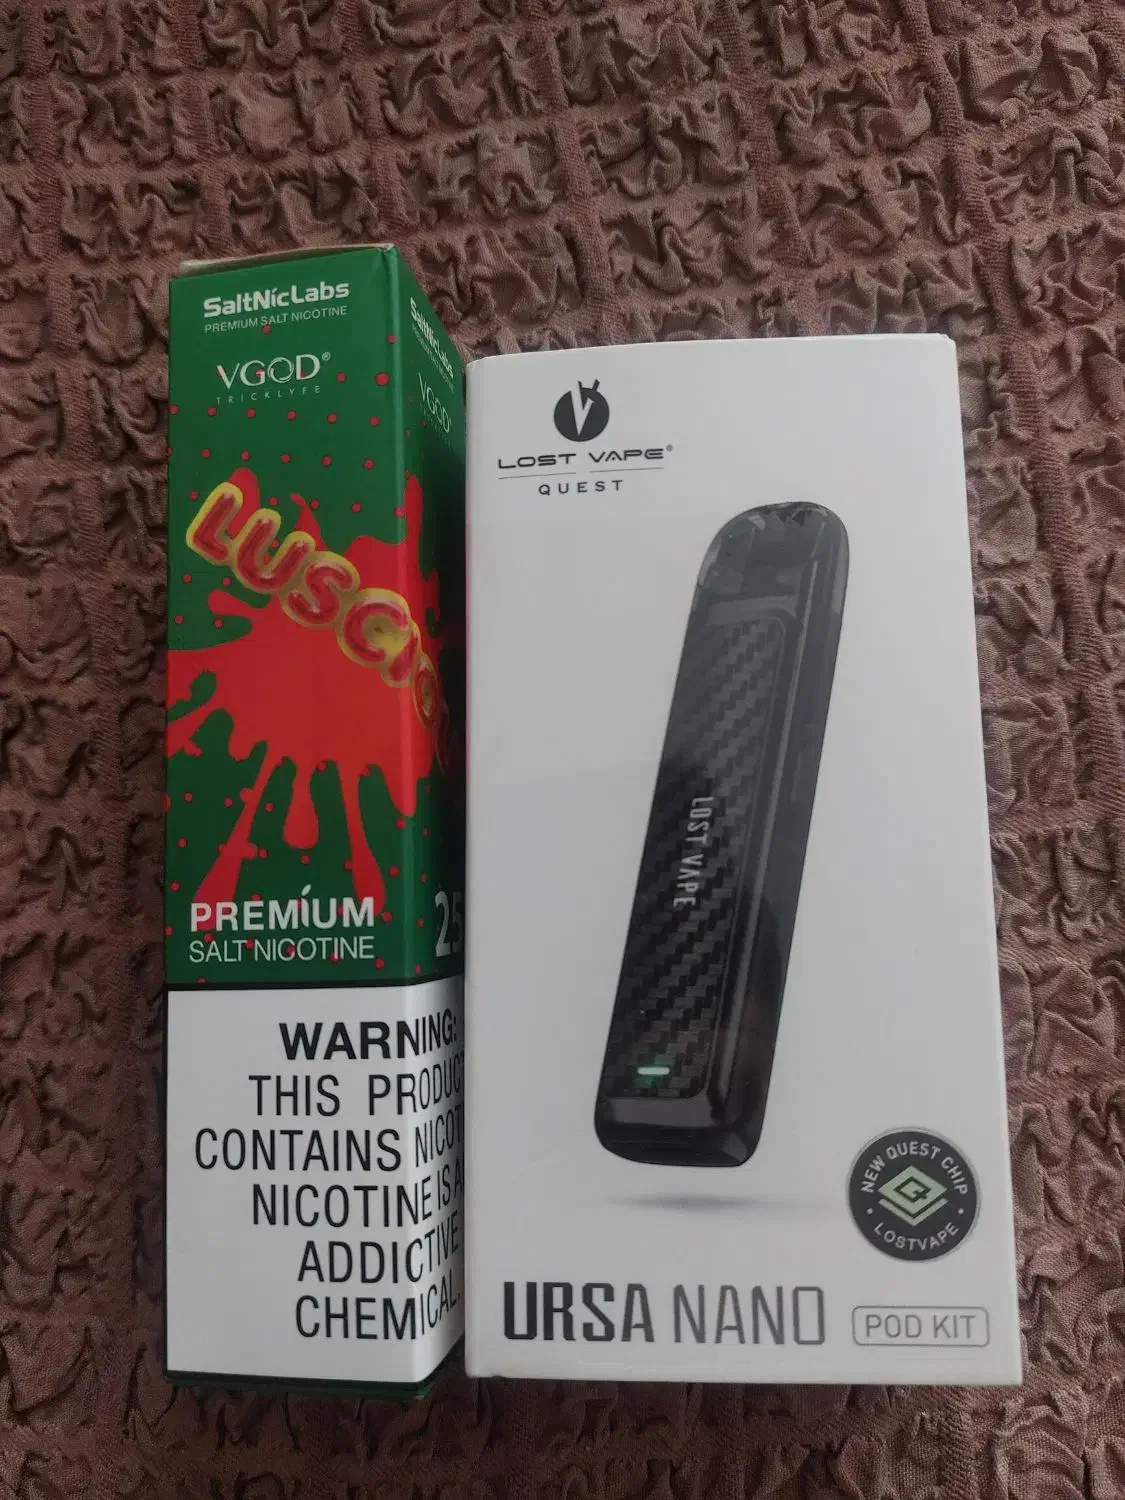 SaltNicLabs
PREMIUM SALT NICOTINE
VGOD®
TRICKLYFE
PREMIUM
SALT NICOTINE
25
WARNING:
THIS PRODUC
CONTAINS NICOT
NICOTINE IS A
ADDICTIVE
CHEMICAL.
SaltNicLabs
VGOD
LOST VAPE®
QUEST
LOST VAPE
NEW QUEST CHIP
LOSTVAPE
URSA NANO
POD KIT